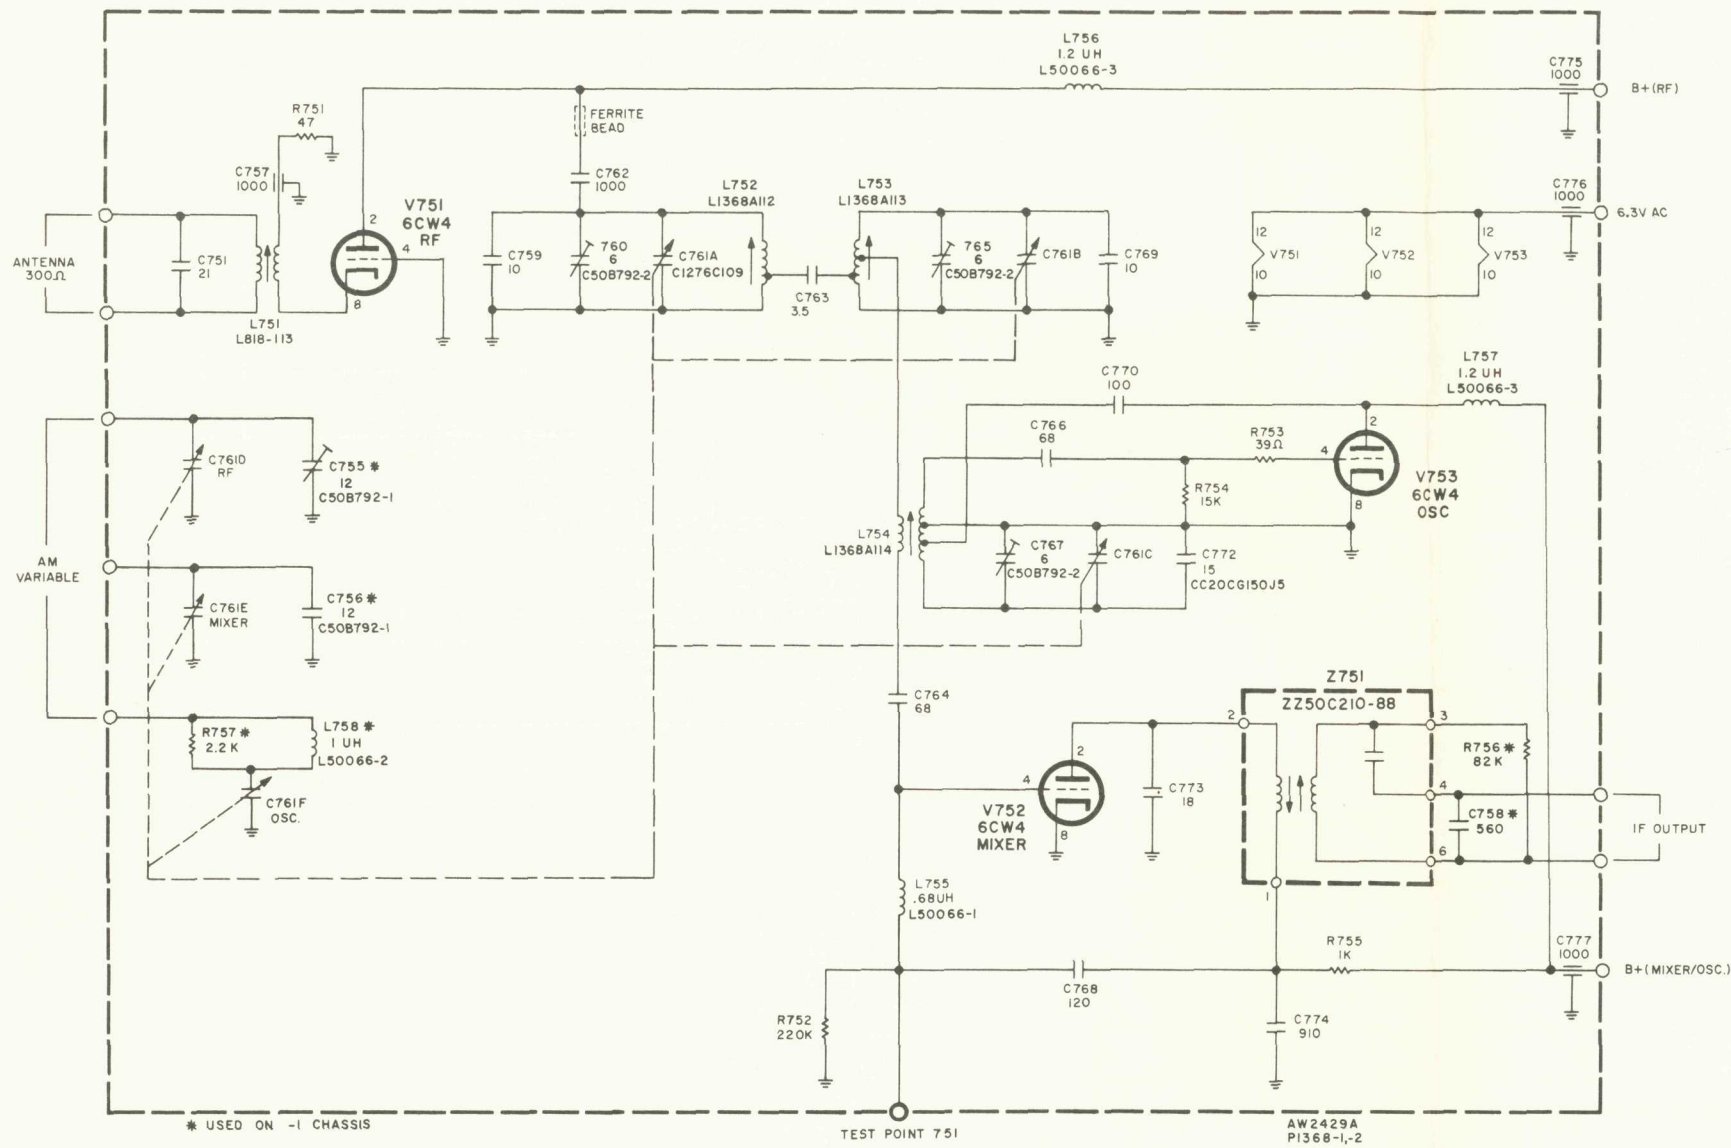 L756
1.2 UH
L50066-3
C775
1000
B+(RF)
R751
47
FERRITE
BEAD
C757
1000
C762
1000
V751
6CW4
RF
2
4
8
L752
L1368A112
L753
L1368A113
C776
1000
6.3V AC
ANTENNA
300Ω
C751
21
L751
L818-113
C759
10
760
6
C50B792-2
C761A
C1276C109
C763
3.5
765
6
C50B792-2
C761B
C769
10
12
V751
10
12
V752
10
12
V753
10
L757
1.2 UH
L50066-3
C770
100
C766
68
R753
39Ω
2
4
8
V753
6CW4
OSC
R754
15K
C761D
RF
C755 *
12
C50B792-1
L754
L1368A114
C767
6
C50B792-2
C761C
C772
15
CC20CG150J5
AM
VARIABLE
C761E
MIXER
C756 *
12
C50B792-1
R757 *
2.2 K
L758 *
1 UH
L50066-2
C761F
OSC.
C764
68
Z751
ZZ50C210-88
2
3
4
6
1
R756 *
82K
C758 *
560
IF OUTPUT
2
4
8
V752
6CW4
MIXER
C773
18
L755
.68UH
L50066-1
R755
1K
C777
1000
B+(MIXER/OSC.)
C768
120
R752
220K
C774
910
* USED ON -1 CHASSIS
TEST POINT 751
AW2429A
P1368-1,-2